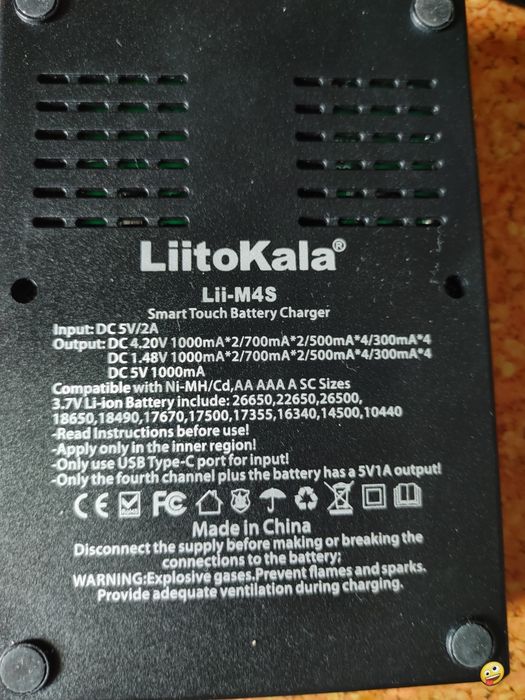 LiitoKala®
Lii-M4S
Smart Touch Battery Charger
Input: DC 5V/2A
Output: DC 4.20V 1000mA*2/700mA*2/500mA*4/300mA*4
DC 1.48V 1000mA*2/700mA*2/500mA*4/300mA*4
DC 5V 1000mA
Compatible with Ni-MH/Cd,AA AAA A SC Sizes
3.7V Li-ion Battery include: 26650,22650,26500,
18650,18490,17670,17500,17355,16340,14500,10440
-Read Instructions before use!
-Apply only in the inner region!
-Only use USB Type-C port for input!
-Only the fourth channel plus the battery has a 5V1A output!
CE RoHS FC
Made in China
Disconnect the supply before making or breaking the
connections to the battery;
WARNING:Explosive gases.Prevent flames and sparks.
Provide adequate ventilation during charging.